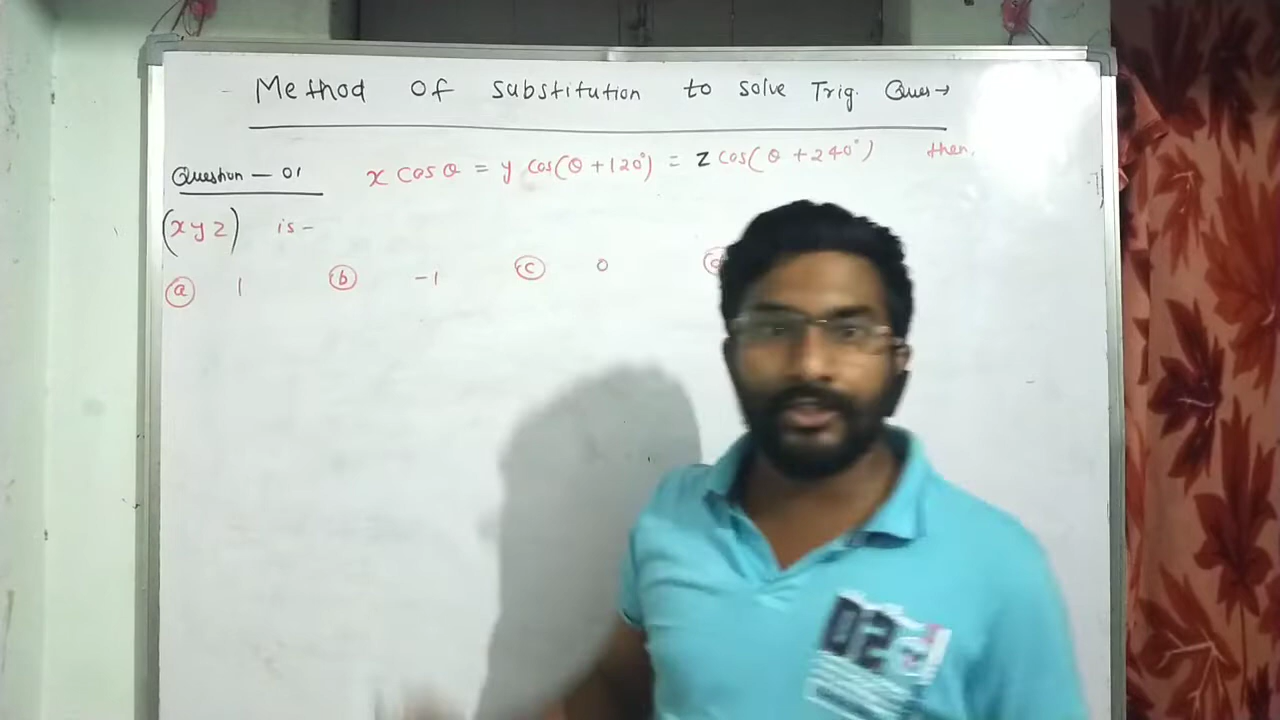 Method of substitution to solve Trig. Ques →
Question - 01 x cos θ = y cos(θ + 120°) = z cos(θ + 240°) then,
(x y z) is -
(a) 1 (b) -1 (c) 0 (d)
02